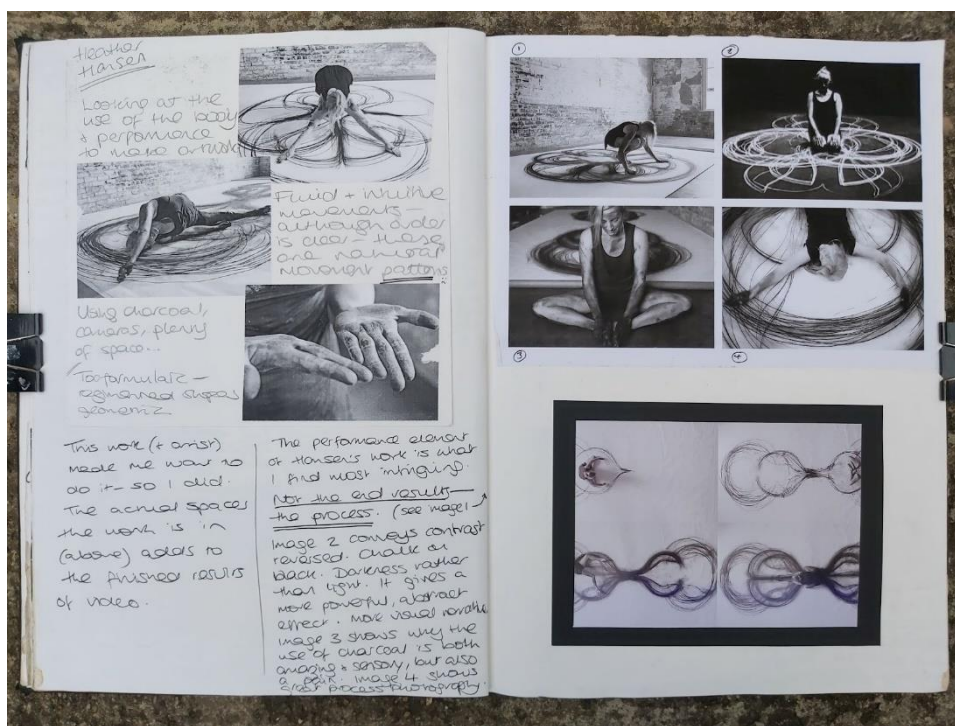 Heather
Hansen
Looking at the
use of the body
+ performance
to make artwork
Fluid + intuitive
movements –
although order
is clear – these
are natural
movement patterns
Using charcoal,
cameras, plenty
of space...
Too formulaic –
segmented shapes
geometric
This work (+ artist)
made me want to
do it – so I did.
The actual spaces
the work is in
(above) adds to
the finished results
of video.
The performance element
of Hansen's work is what
I find most intriguing.
Not the end results –
the process. (see image 1
Image 2 conveys contrast
reversed. Chalk on
black. Darkness rather
than light. It gives a
more powerful, abstract
effect. More visual narrative
image 3 shows why the
use of charcoal is both
amazing + sensory, but also
a pain. Image 4 shows
great process photography.
1
2
3
4